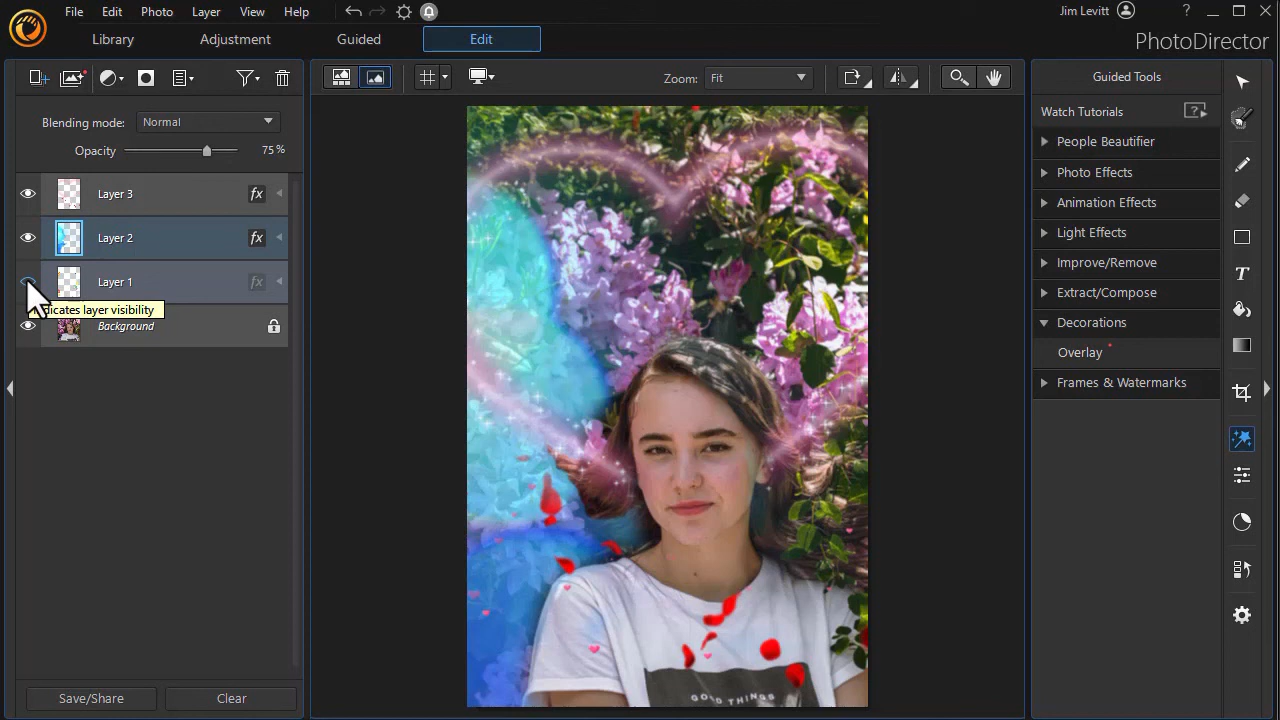 File Edit Photo Layer View Help
Jim Levitt
?
Library Adjustment Guided Edit
PhotoDirector
Zoom: Fit
Guided Tools
Blending mode: Normal
Opacity 75 %
Layer 3 fx
Layer 2 fx
Layer 1 fx
dicates layer visibility
Background
Watch Tutorials
People Beautifier
Photo Effects
Animation Effects
Light Effects
Improve/Remove
Extract/Compose
Decorations
Overlay
Frames & Watermarks
T
GOOD THINGS
Save/Share Clear